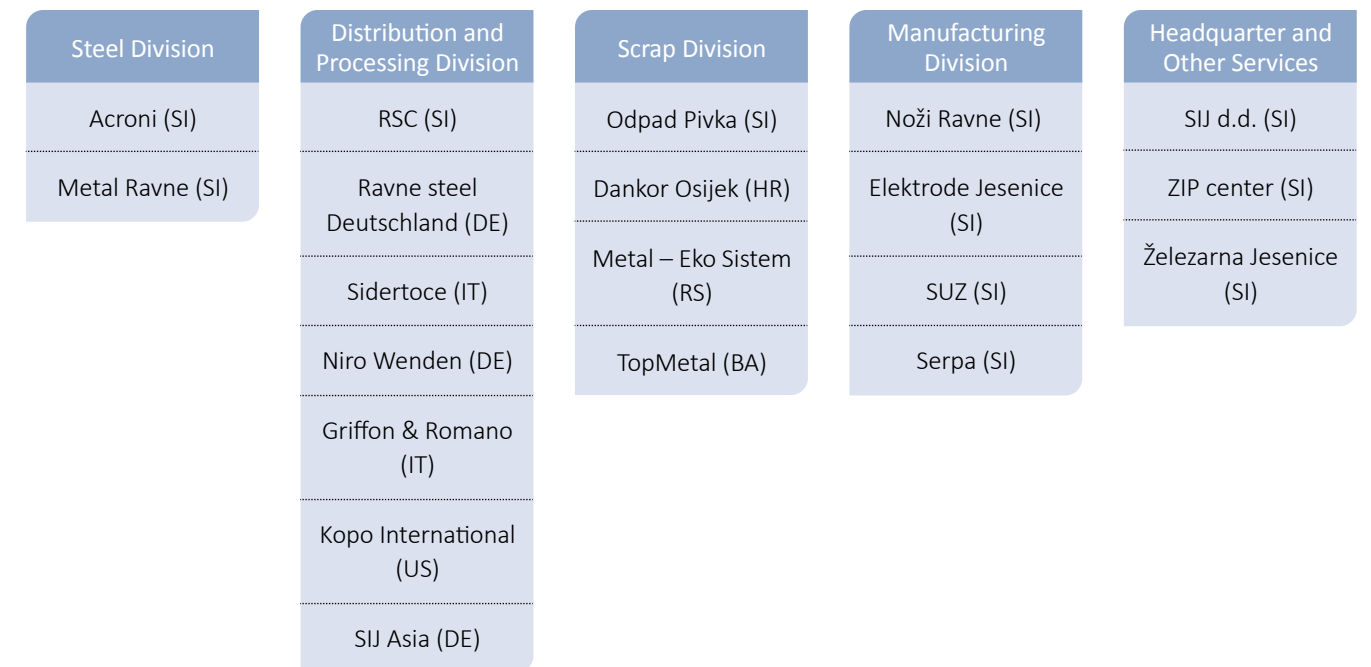 Steel Division
Acroni (SI)
Metal Ravne (SI)
Distribution and
Processing Division
RSC (SI)
Ravne steel
Deutschland (DE)
Sidertoce (IT)
Niro Wenden (DE)
Griffon & Romano
(IT)
Kopo International
(US)
SIJ Asia (DE)
Scrap Division
Odpad Pivka (SI)
Dankor Osijek (HR)
Metal – Eko Sistem
(RS)
TopMetal (BA)
Manufacturing
Division
Noži Ravne (SI)
Elektrode Jesenice
(SI)
SUZ (SI)
Serpa (SI)
Headquarter and
Other Services
SIJ d.d. (SI)
ZIP center (SI)
Železarna Jesenice
(SI)